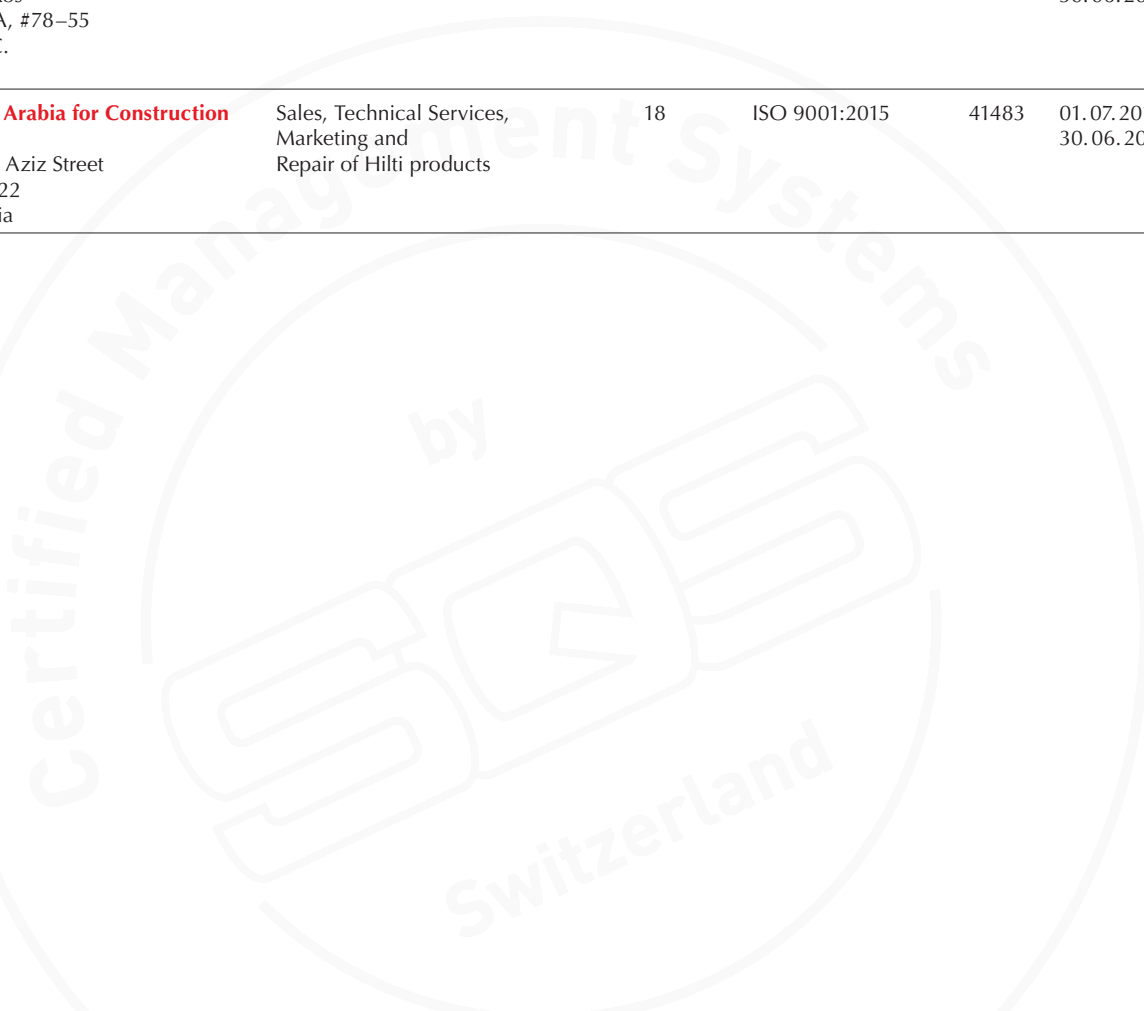 A, #78–55
Arabia for Construction Sales, Technical Services, 18 ISO 9001:2015 41483 01.07.20
Marketing and 30.06.20
Aziz Street Repair of Hilti products
22
Certified Management Systems
by
SQS
Switzerland